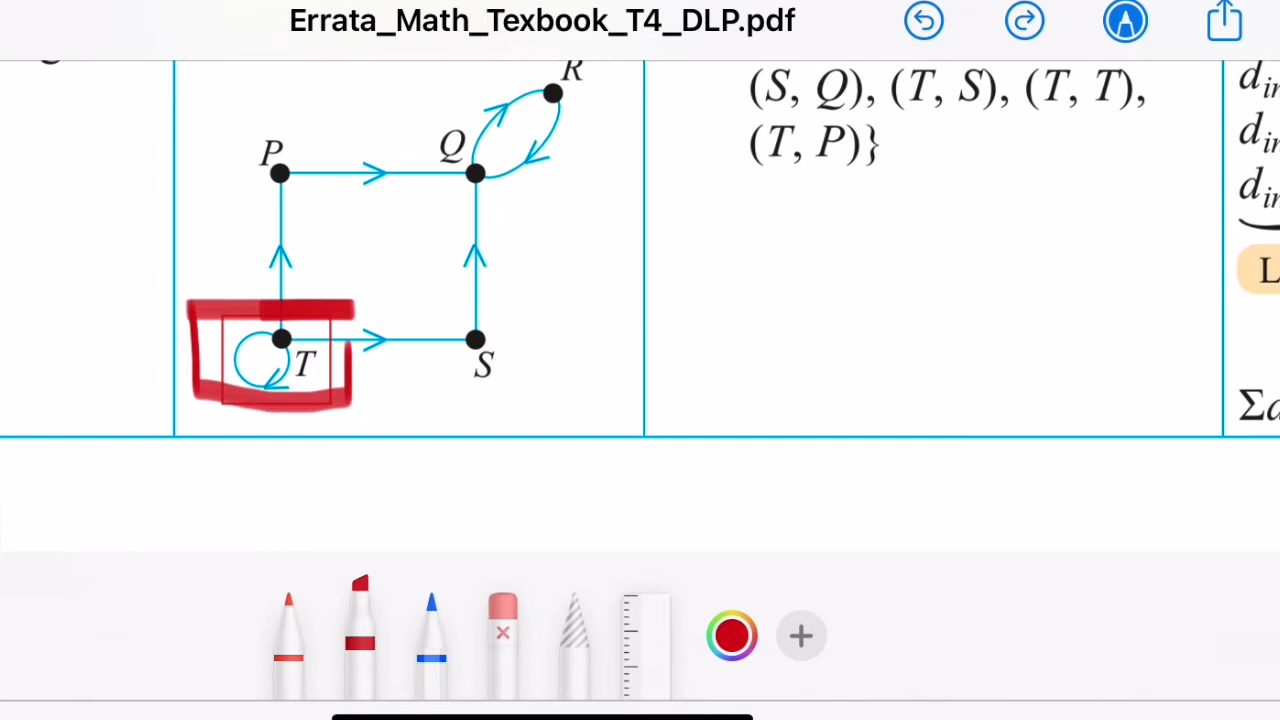 Errata_Math_Texbook_T4_DLP.pdf
R
(S, Q), (T, S), (T, T),
(T, P)}
P
Q
T
S
d
d
d
L
Σ